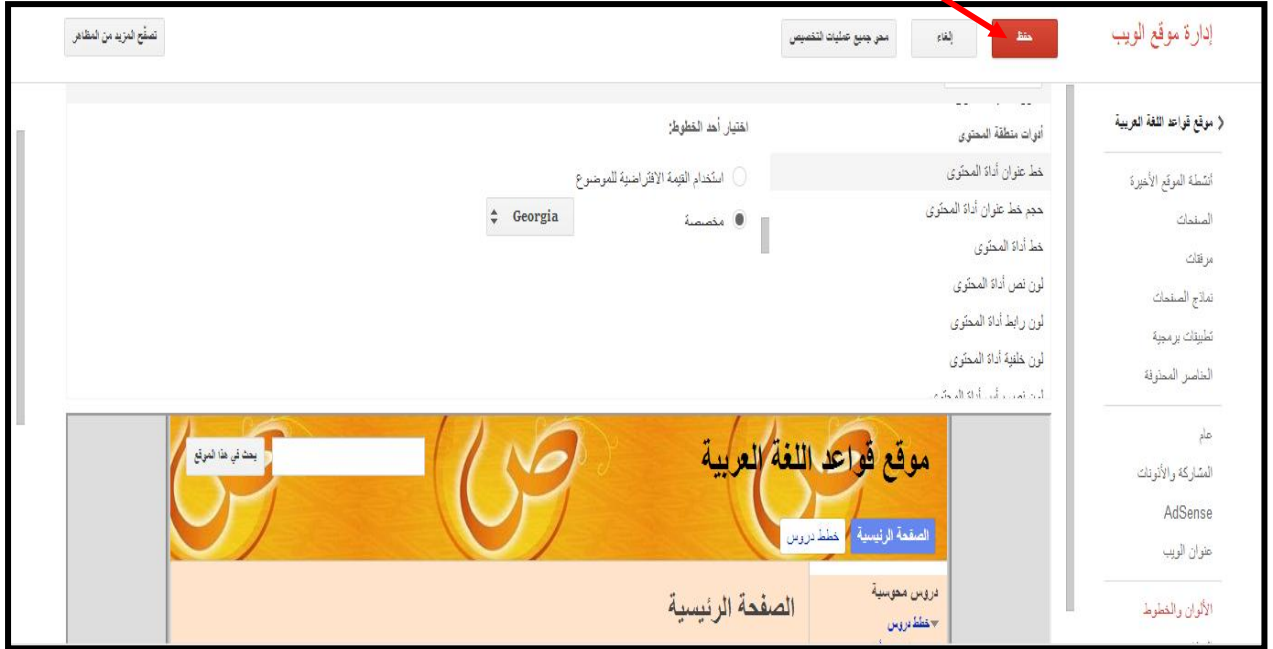 إدارة موقع الويب
حفظ
إلغاء
محو جميع عمليات التخصيص
تصفّح المزيد من المظاهر
موقع قواعد اللغة العربية
أنشطة الموقع الأخيرة
الصفحات
مرفقات
نماذج الصفحات
تطبيقات برمجية
العناصر المحذوفة
عام
المشاركة والأذونات
AdSense
عنوان الويب
الألوان والخطوط
أدوات منطقة المحتوى
خط عنوان أداة المحتوى
حجم خط عنوان أداة المحتوى
خط أداة المحتوى
لون نص أداة المحتوى
لون رابط أداة المحتوى
لون خلفية أداة المحتوى
اختيار أحد الخطوط:
استخدام القيمة الافتراضية للموضوع
مخصصة
Georgia
موقع قواعد اللغة العربية
بحث في هذا الموقع
ص
ص
ص
الصفحة الرئيسية
خطط دروس
دروس محوسبة
خطط دروس
الصفحة الرئيسية